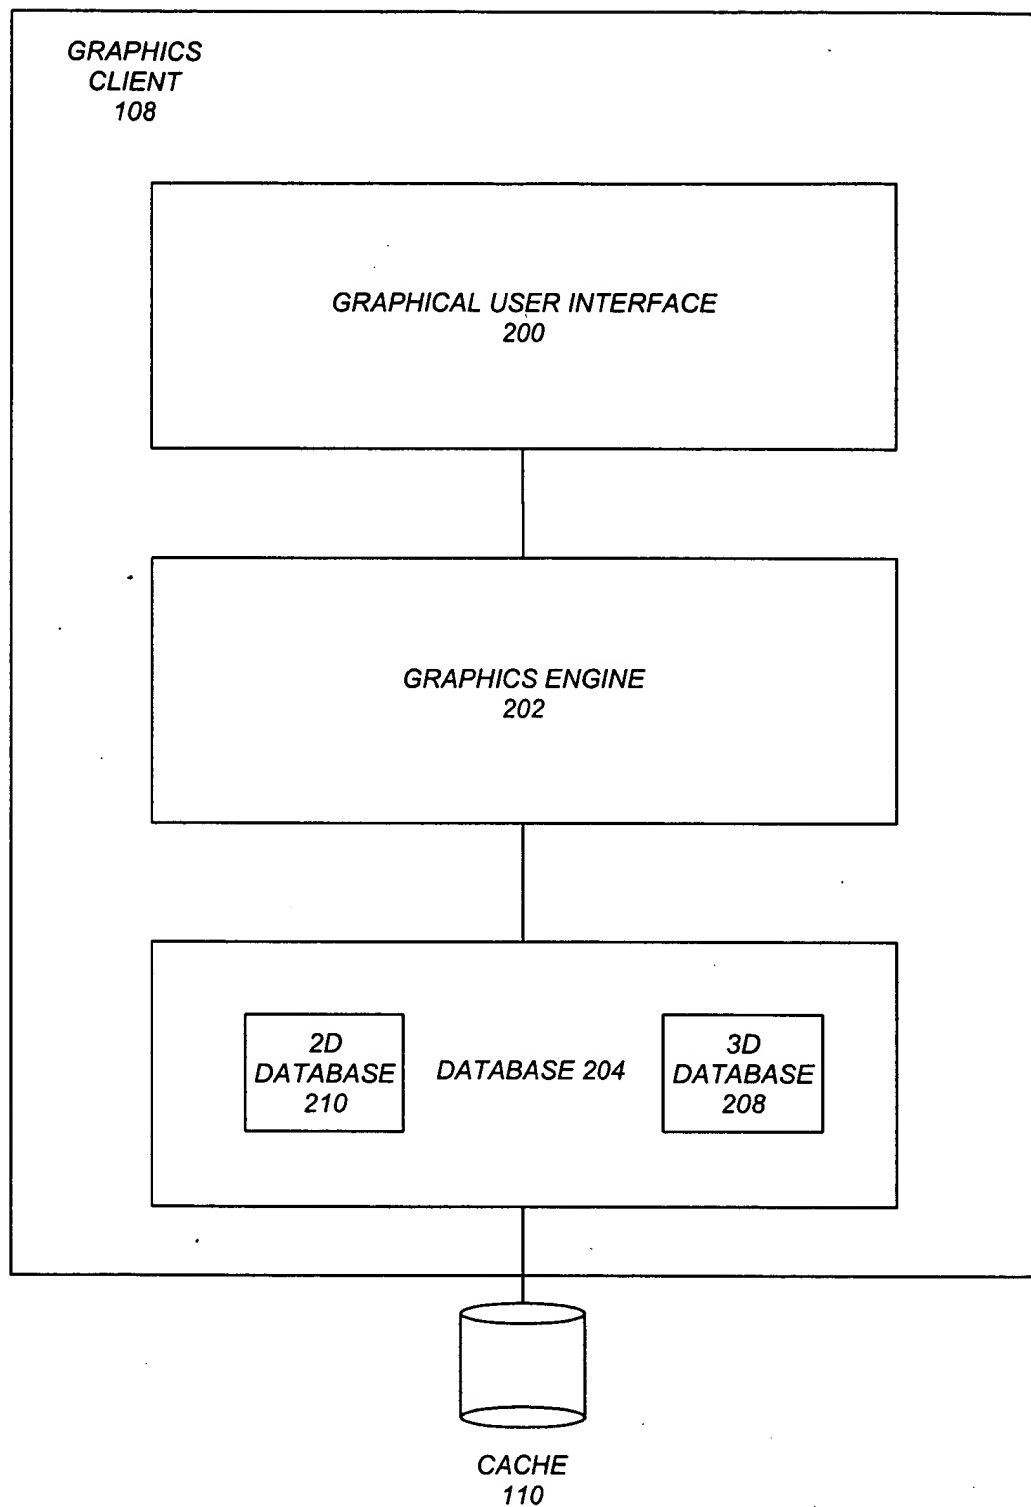 GRAPHICS
CLIENT
108
GRAPHICAL USER INTERFACE
200
GRAPHICS ENGINE
202
2D
DATABASE
210
DATABASE 204
3D
DATABASE
208
CACHE
110